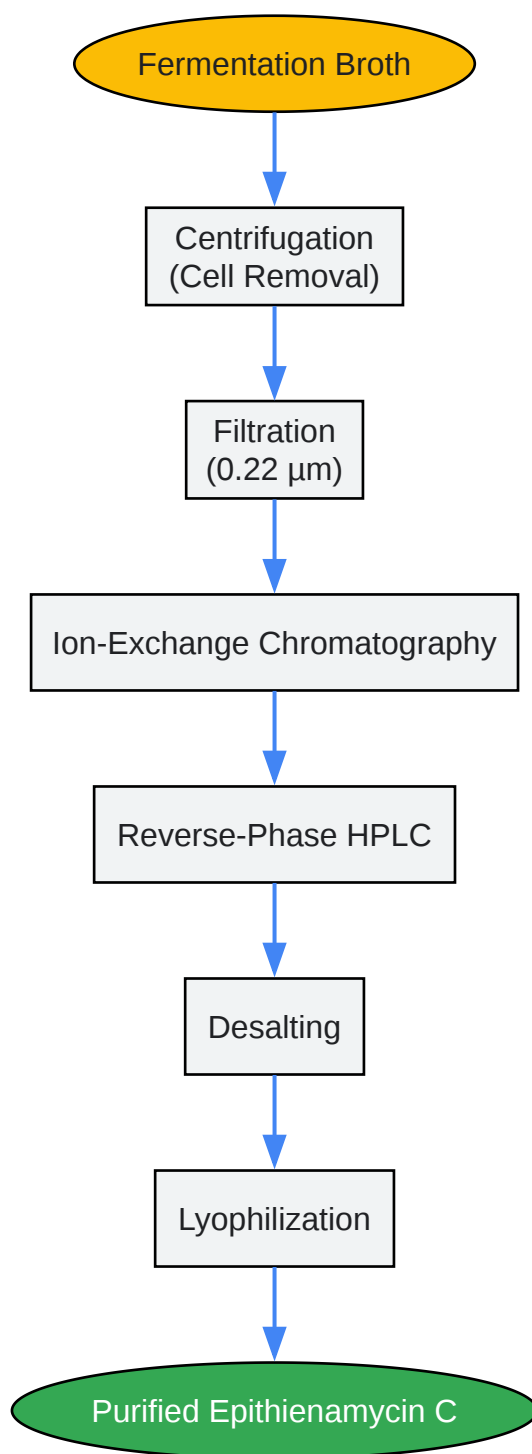 Fermentation Broth
Centrifugation
(Cell Removal)
Filtration
(0.22 µm)
Ion-Exchange Chromatography
Reverse-Phase HPLC
Desalting
Lyophilization
Purified Epithienamycin C